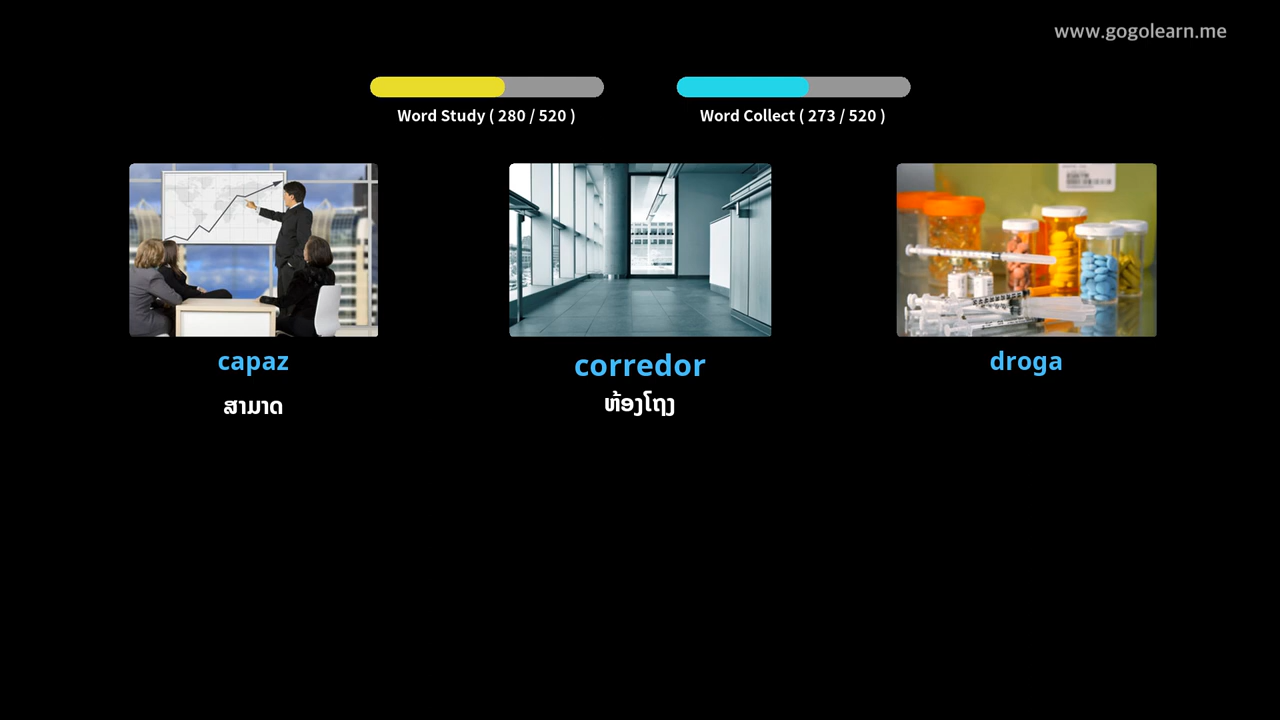 www.gogolearn.me
Word Study ( 280 / 520 )
Word Collect ( 273 / 520 )
capaz
corredor
droga
ສາມາດ
ຫ້ອງໂຖງ